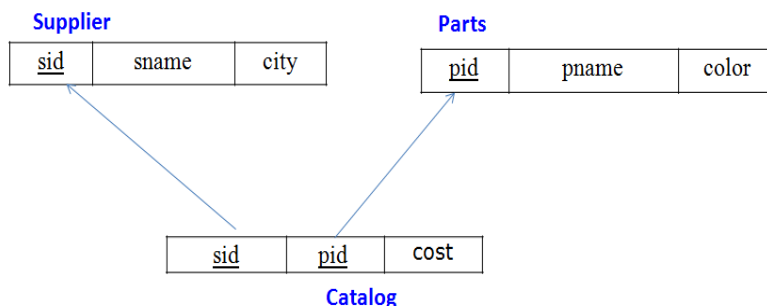 Supplier
sid sname city
Parts
pid pname color
sid pid cost
Catalog